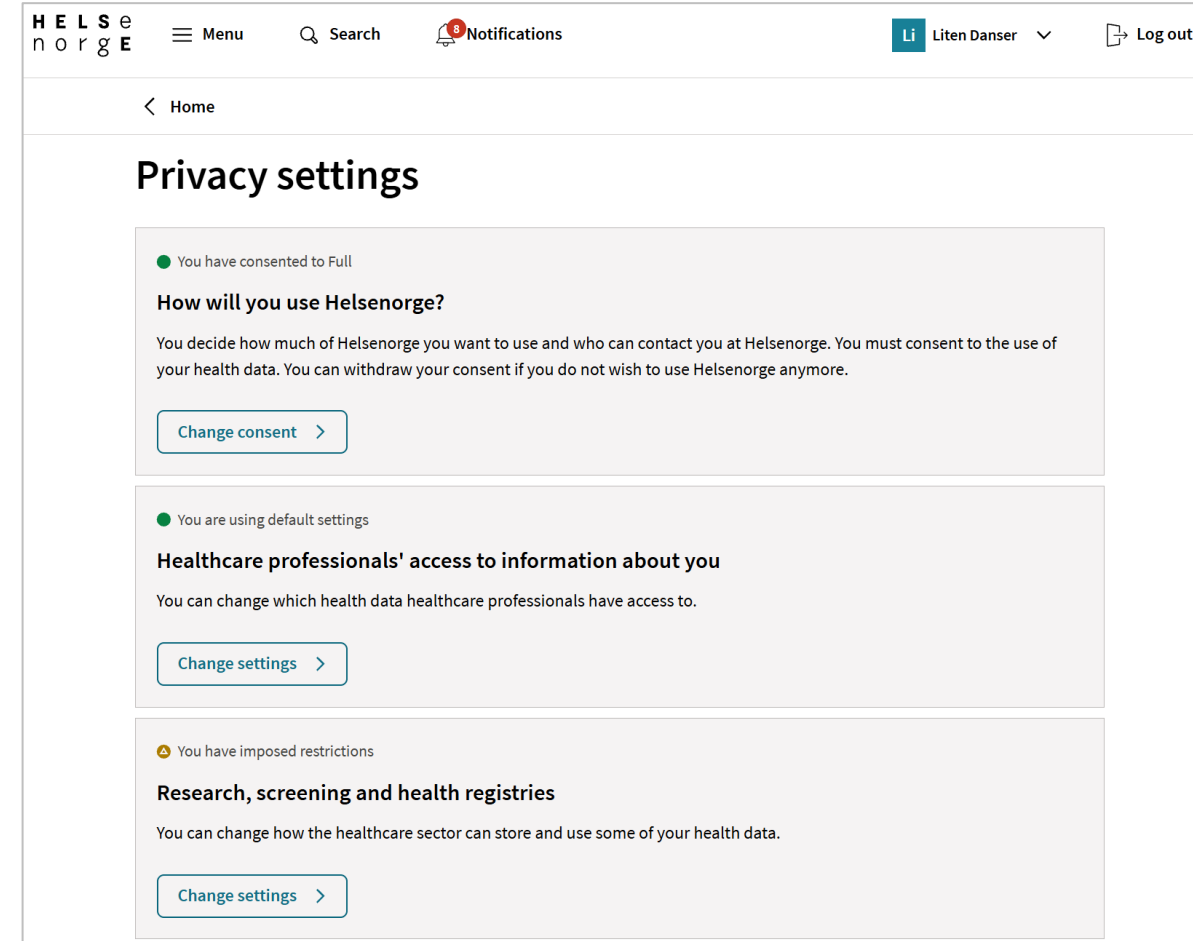 HELSe
norgE
Menu
Search
8
Notifications
Li
Liten Danser
Log out
Home
Privacy settings
You have consented to Full
How will you use Helsenorge?
You decide how much of Helsenorge you want to use and who can contact you at Helsenorge. You must consent to the use of
your health data. You can withdraw your consent if you do not wish to use Helsenorge anymore.
Change consent
You are using default settings
Healthcare professionals' access to information about you
You can change which health data healthcare professionals have access to.
Change settings
You have imposed restrictions
Research, screening and health registries
You can change how the healthcare sector can store and use some of your health data.
Change settings